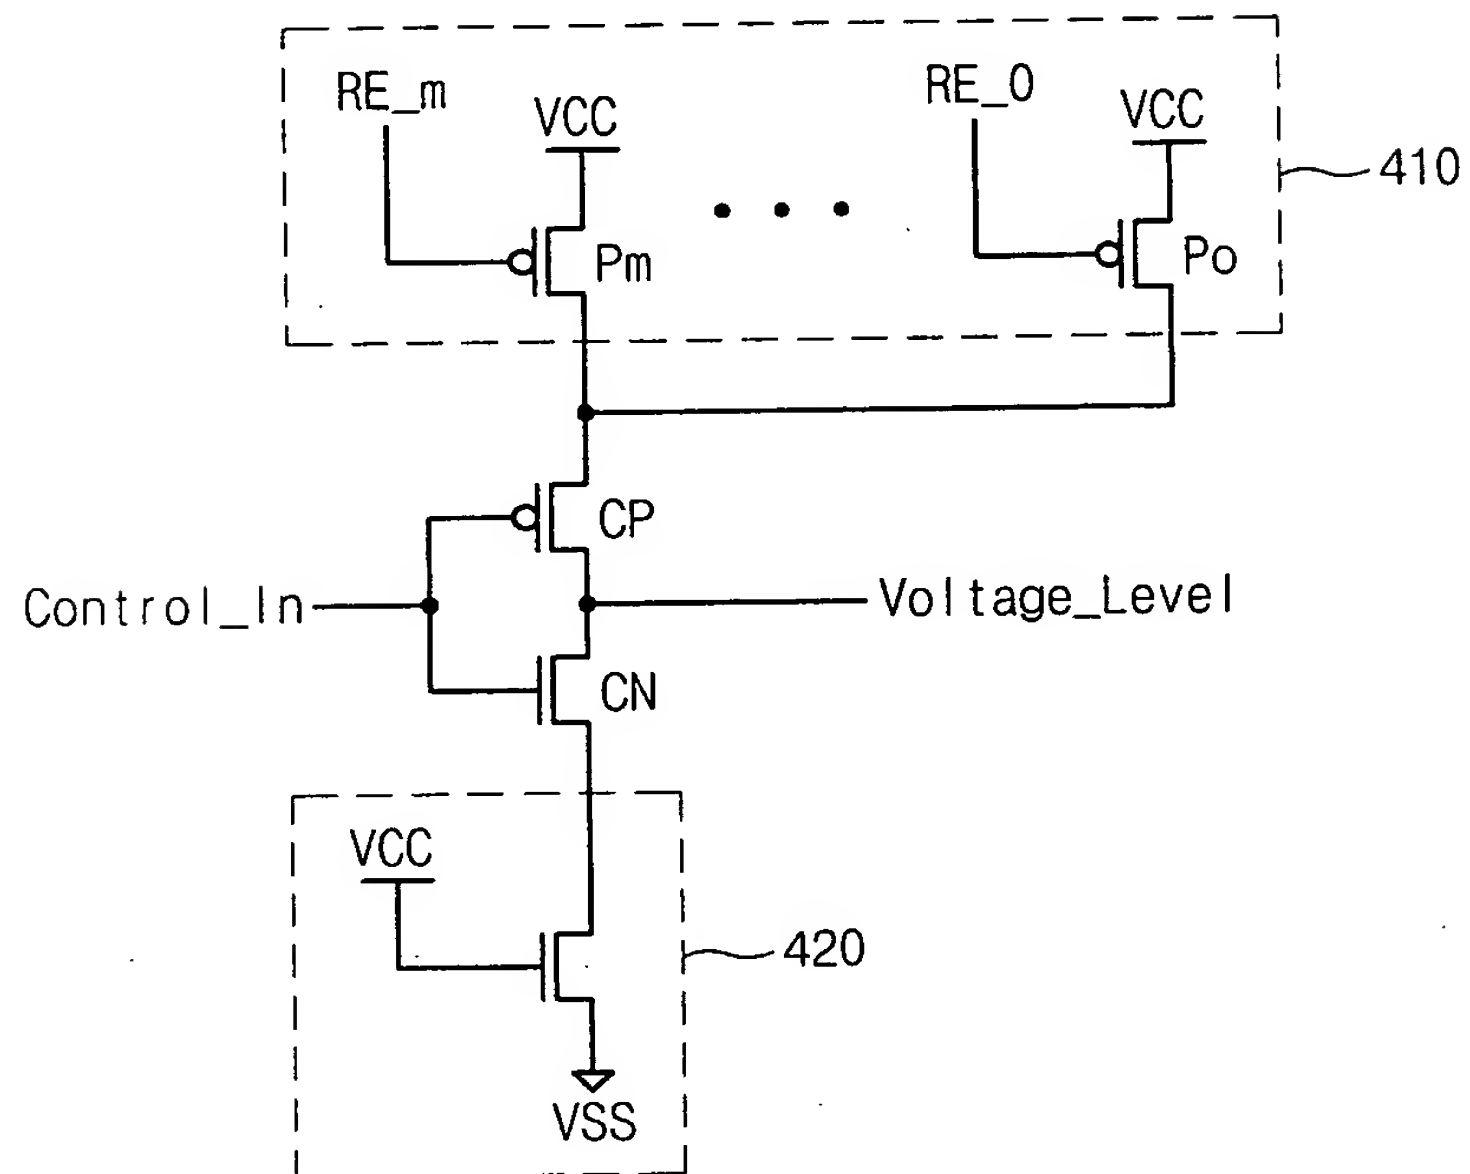 RE_m
VCC
RE_0
VCC
410
Pm
Po
CP
Control_In
Voltage_Level
CN
VCC
420
VSS